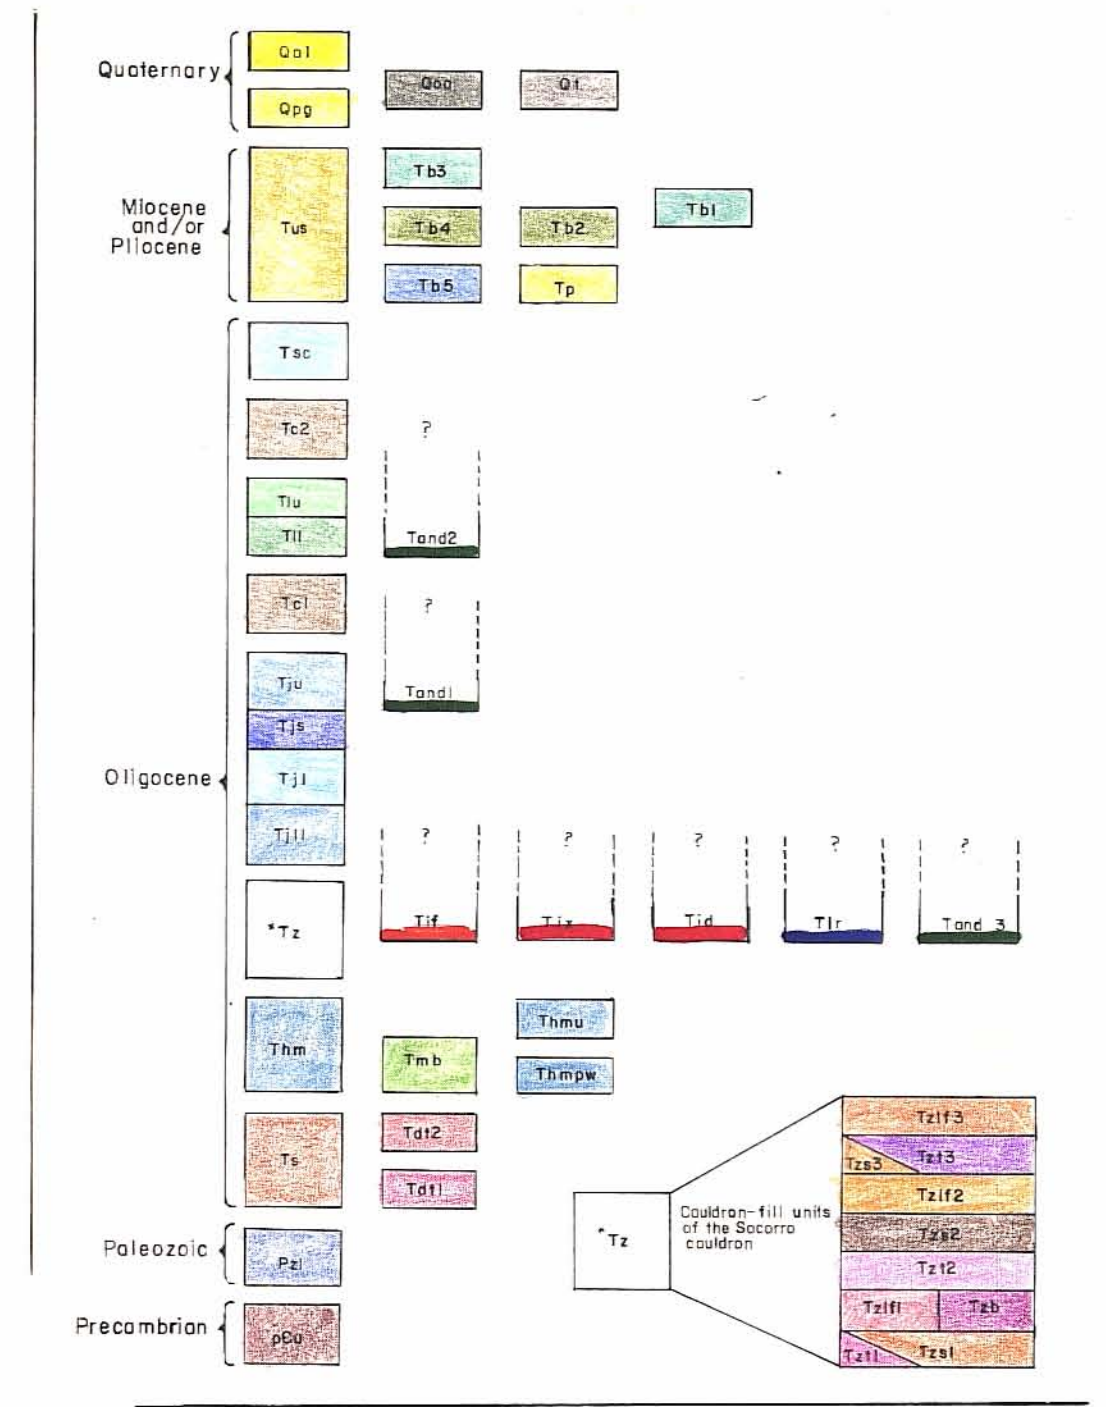 Qal
Quaternary
Qoa
Qt
Qpg
Tb3
Miocene
and/or
Pliocene
Tus
Tb4
Tb2
Tb1
Tb5
Tp
Tsc
Tc2
?
Tlu
Tll
Tand2
Tc1
?
Tju
Tand1
Tjs
Oligocene
Tjl
Tjll
?
?
?
?
?
*Tz
Tif
Tix
Tid
Tlr
Tand 3
Thm
Thmu
Tmb
Thmpw
Ts
Tdt2
Tdt1
Tzlf3
Tzs3
Tzt3
Tzlf2
Cauldron-fill units
of the Socorro
cauldron
*Tz
Tzs2
Tzt2
Tzlf1
Tzb
Tzt1
Tzs1
Paleozoic
Pzl
Precambrian
p€u